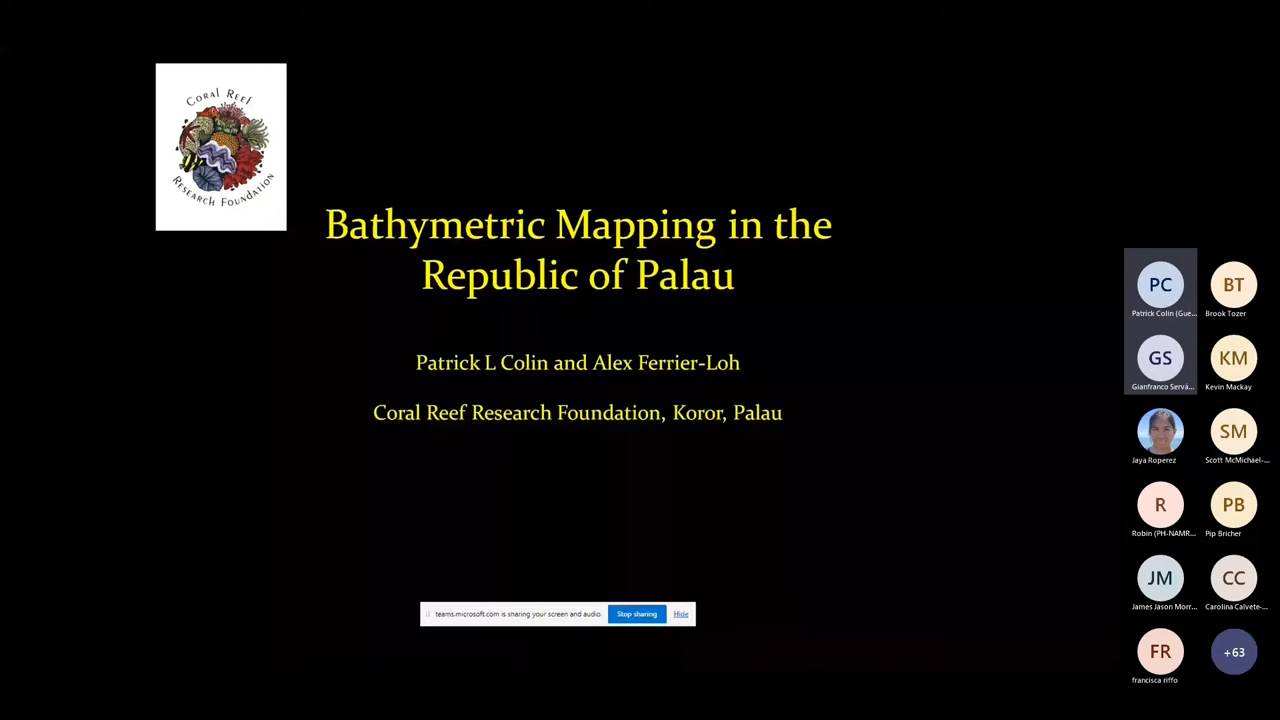 CORAL REEF
RESEARCH FOUNDATION
Bathymetric Mapping in the
Republic of Palau
Patrick L Colin and Alex Ferrier-Loh
Coral Reef Research Foundation, Koror, Palau
teams.microsoft.com is sharing your screen and audio. Stop sharing Hide
PC BT
Patrick Colin (Gue... Brook Tozer
GS KM
Gianfranco Servá... Kevin Mackay
SM
Jaya Roperez Scott McMichael-...
R PB
Robin (PH-NAMR... Pip Bricher
JM CC
James Jason Morr... Carolina Calvete-...
FR +63
francisca riffo